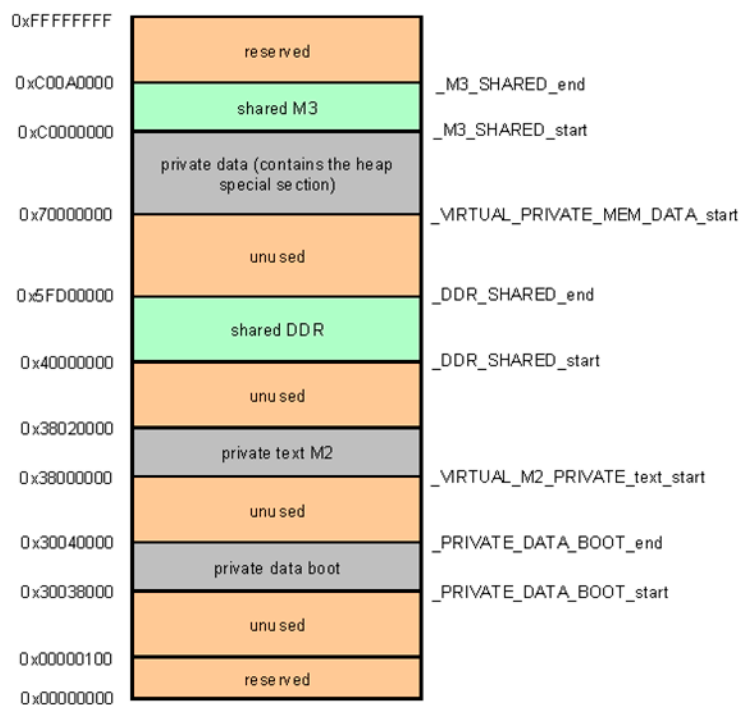 0xFFFFFFFF
reserved
0xC00A0000
_M3_SHARED_end
shared M3
0xC0000000
_M3_SHARED_start
private data (contains the heap
special section)
0x70000000
_VIRTUAL_PRIVATE_MEM_DATA_start
unused
0x5FD00000
_DDR_SHARED_end
shared DDR
0x40000000
_DDR_SHARED_start
unused
0x38020000
private text M2
0x38000000
_VIRTUAL_M2_PRIVATE_text_start
unused
0x30040000
_PRIVATE_DATA_BOOT_end
private data boot
0x30038000
_PRIVATE_DATA_BOOT_start
unused
0x00000100
reserved
0x00000000